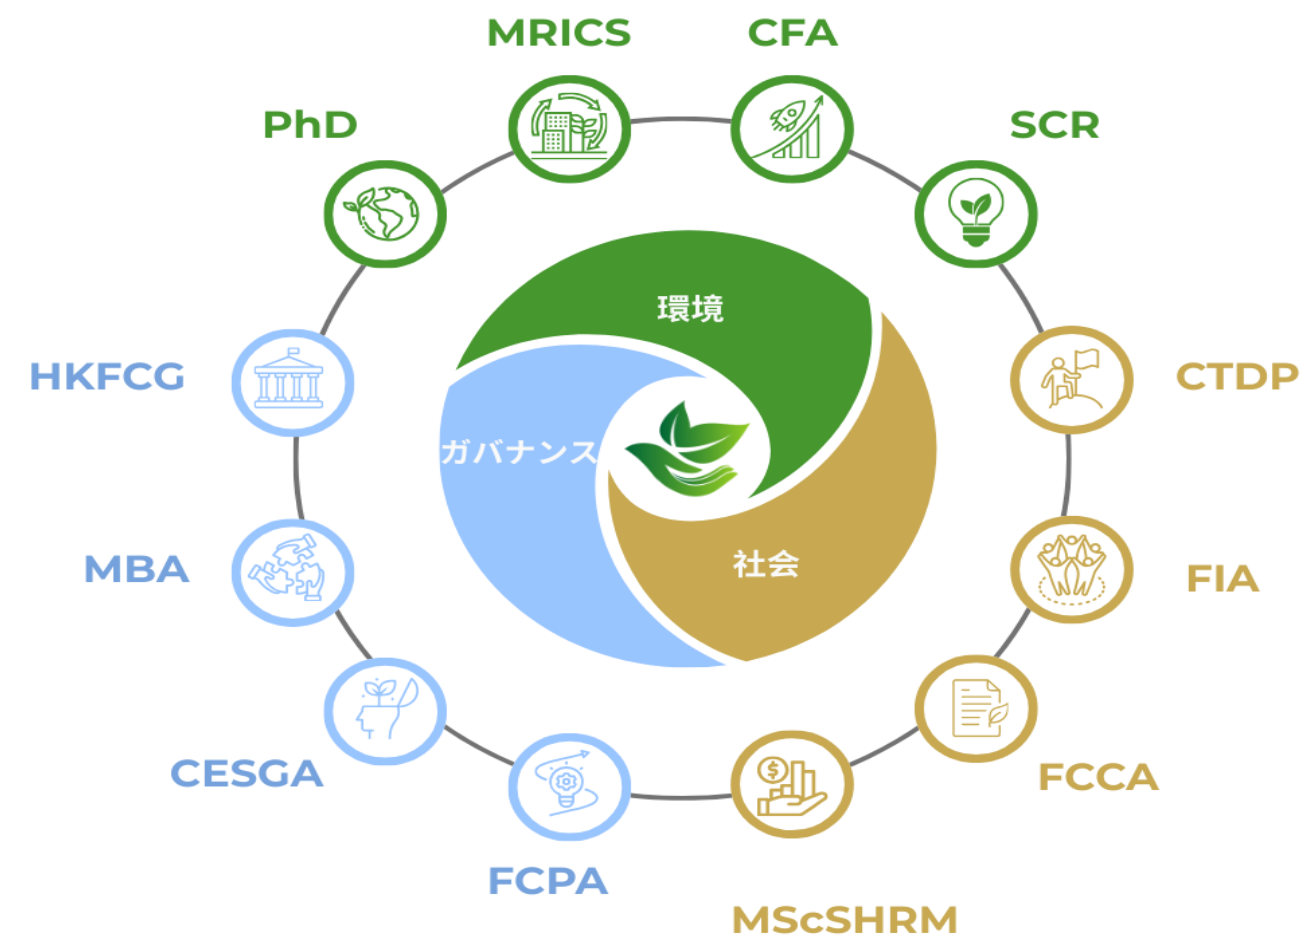 MRICS
CFA
PhD
SCR
環境
HKFCG
CTDP
ガバナンス
社会
MBA
FIA
CESGA
FCCA
FCPA
MScSHRM